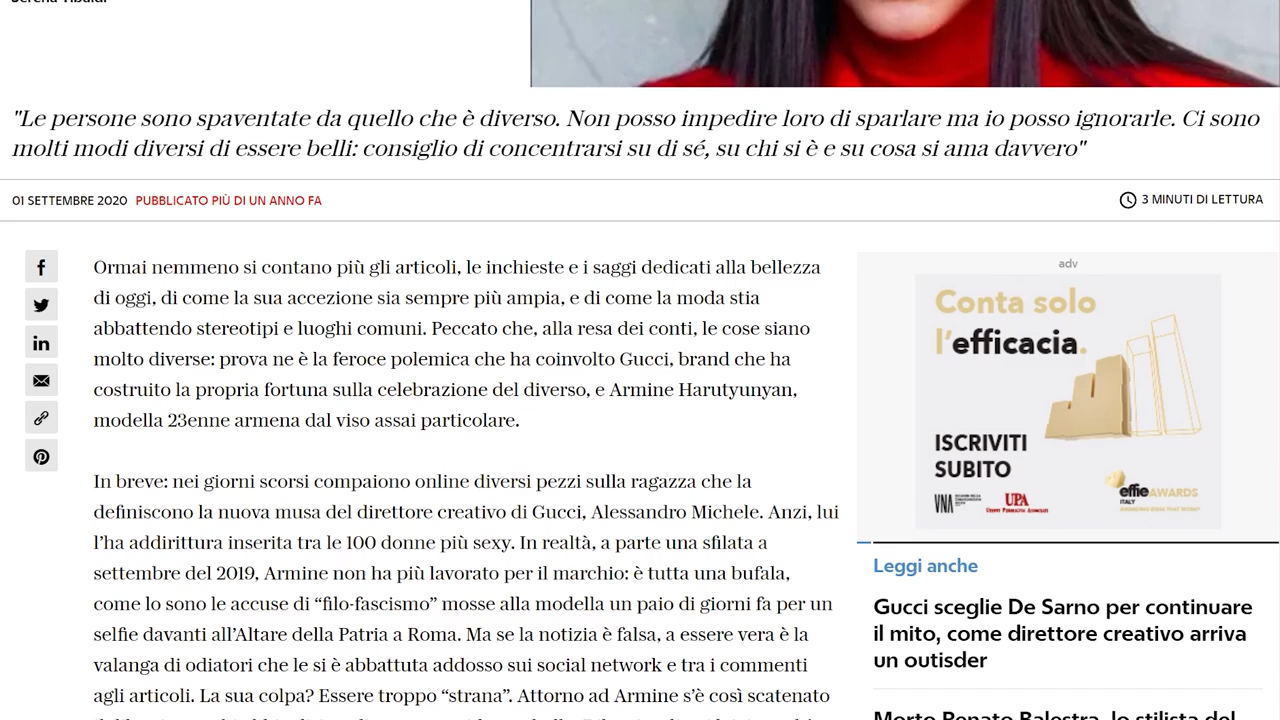 "Le persone sono spaventate da quello che è diverso. Non posso impedire loro di sparlare ma io posso ignorarle. Ci sono
molti modi diversi di essere belli: consiglio di concentrarsi su di sé, su chi si è e su cosa si ama davvero"
01 SETTEMBRE 2020 PUBBLICATO PIÙ DI UN ANNO FA
3 MINUTI DI LETTURA
Ormai nemmeno si contano più gli articoli, le inchieste e i saggi dedicati alla bellezza
di oggi, di come la sua accezione sia sempre più ampia, e di come la moda stia
abbattendo stereotipi e luoghi comuni. Peccato che, alla resa dei conti, le cose siano
molto diverse: prova ne è la feroce polemica che ha coinvolto Gucci, brand che ha
costruito la propria fortuna sulla celebrazione del diverso, e Armine Harutyunyan,
modella 23enne armena dal viso assai particolare.
In breve: nei giorni scorsi compaiono online diversi pezzi sulla ragazza che la
definiscono la nuova musa del direttore creativo di Gucci, Alessandro Michele. Anzi, lui
l'ha addirittura inserita tra le 100 donne più sexy. In realtà, a parte una sfilata a
settembre del 2019, Armine non ha più lavorato per il marchio: è tutta una bufala,
come lo sono le accuse di “filo-fascismo” mosse alla modella un paio di giorni fa per un
selfie davanti all'Altare della Patria a Roma. Ma se la notizia è falsa, a essere vera è la
valanga di odiatori che le si è abbattuta addosso sui social network e tra i commenti
agli articoli. La sua colpa? Essere troppo “strana”. Attorno ad Armine s'è così scatenato
adv
Conta solo
l'efficacia.
ISCRIVITI
SUBITO
VNA
UPA
effie AWARDS
ITALY
Leggi anche
Gucci sceglie De Sarno per continuare
il mito, come direttore creativo arriva
un outisder
Morto Renato Balestra, lo stilista del